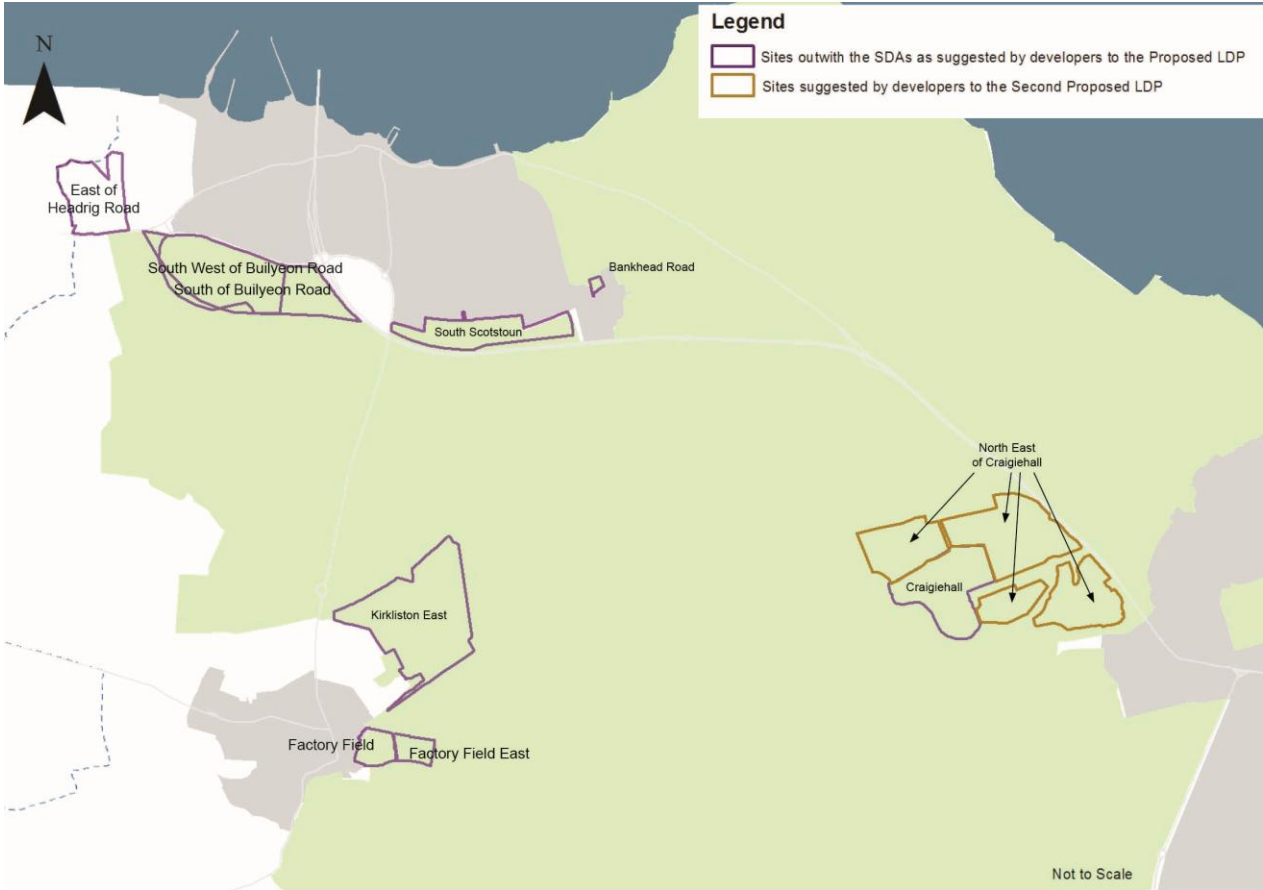 Legend
Sites outwith the SDAs as suggested by developers to the Proposed LDP
Sites suggested by developers to the Second Proposed LDP
N
East of
Headrig Road
South West of Builyeon Road
South of Builyeon Road
Bankhead Road
South Scotstoun
North East
of Craigiehall
Craigiehall
Kirkliston East
Factory Field
Factory Field East
Not to Scale